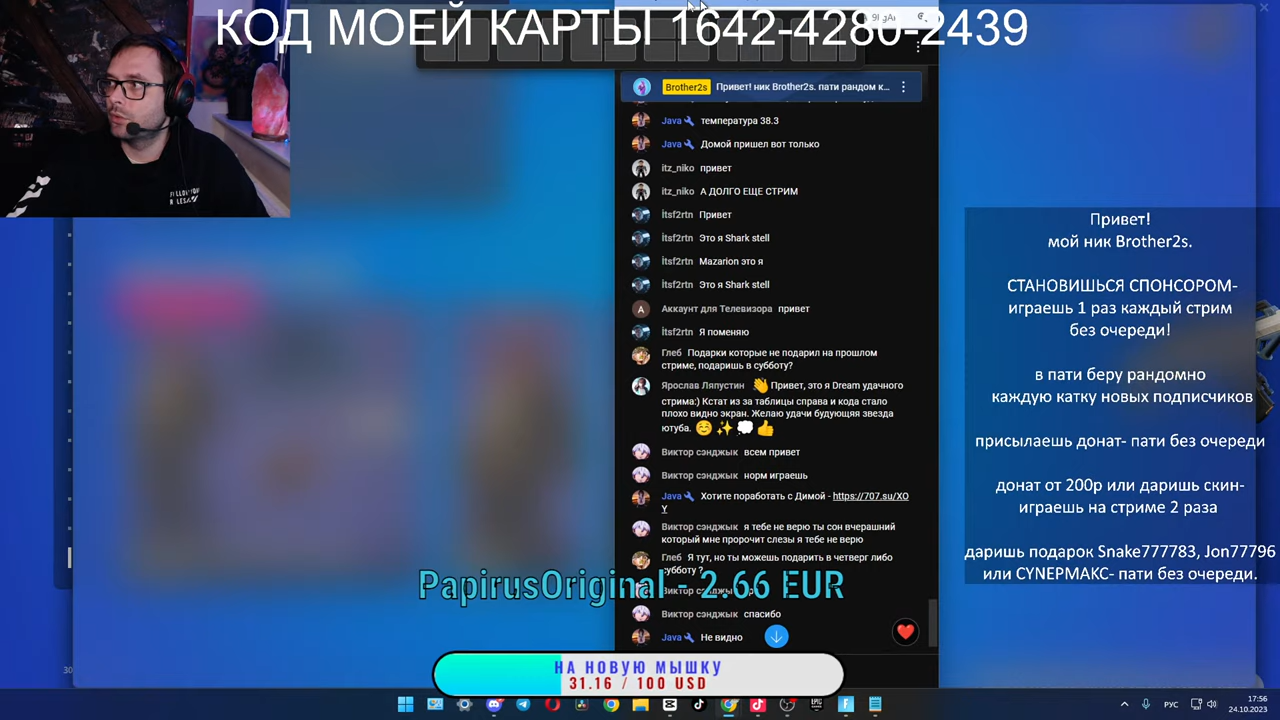 КОД МОЕЙ КАРТЫ 1642-4280-2439
Brother2s Привет! ник Brother2s. пати рандом к...
Java температура 38.3
Java Домой пришел вот только
itz_niko привет
itz_niko А ДОЛГО ЕЩЕ СТРИМ
itsf2rtn Привет
itsf2rtn Это я Shark stell
itsf2rtn Mazarion это я
itsf2rtn Это я Shark stell
А Аккаунт для Телевизора привет
itsf2rtn Я поменяю
Глеб Подарки которые не подарил на прошлом
стриме, подаришь в субботу?
Ярослав Ляпустин 👋 Привет, это я Dream удачного
стрима:) Кстат из за таблицы справа и кода стало
плохо видно экран. Желаю удачи будующяя звезда
ютуба. ☺️ ✨ 💭 👍
Виктор сэнджык всем привет
Виктор сэнджык норм играешь
Java Хотите поработать с Димой - https://707.su/XO
Y
Виктор сэнджык я тебе не верю ты сон вчерашний
который мне пророчит слезы я тебе не верю
Глеб Я тут, но ты можешь подарить в четверг либо
субботу ?
PapirusOriginal - 2.66 EUR
Виктор сэнджык спасибо
Java Не видно
НА НОВУЮ МЫШКУ
31.16 / 100 USD
Привет!
мой ник Brother2s.
СТАНОВИШЬСЯ СПОНСОРОМ-
играешь 1 раз каждый стрим
без очереди!
в пати беру рандомно
каждую катку новых подписчиков
присылаешь донат- пати без очереди
донат от 200р или даришь скин-
играешь на стриме 2 раза
даришь подарок Snake777783, Jon77796
или CYNEPMAKC- пати без очереди.
30
EPIC
РУС
17:56
24.10.2023